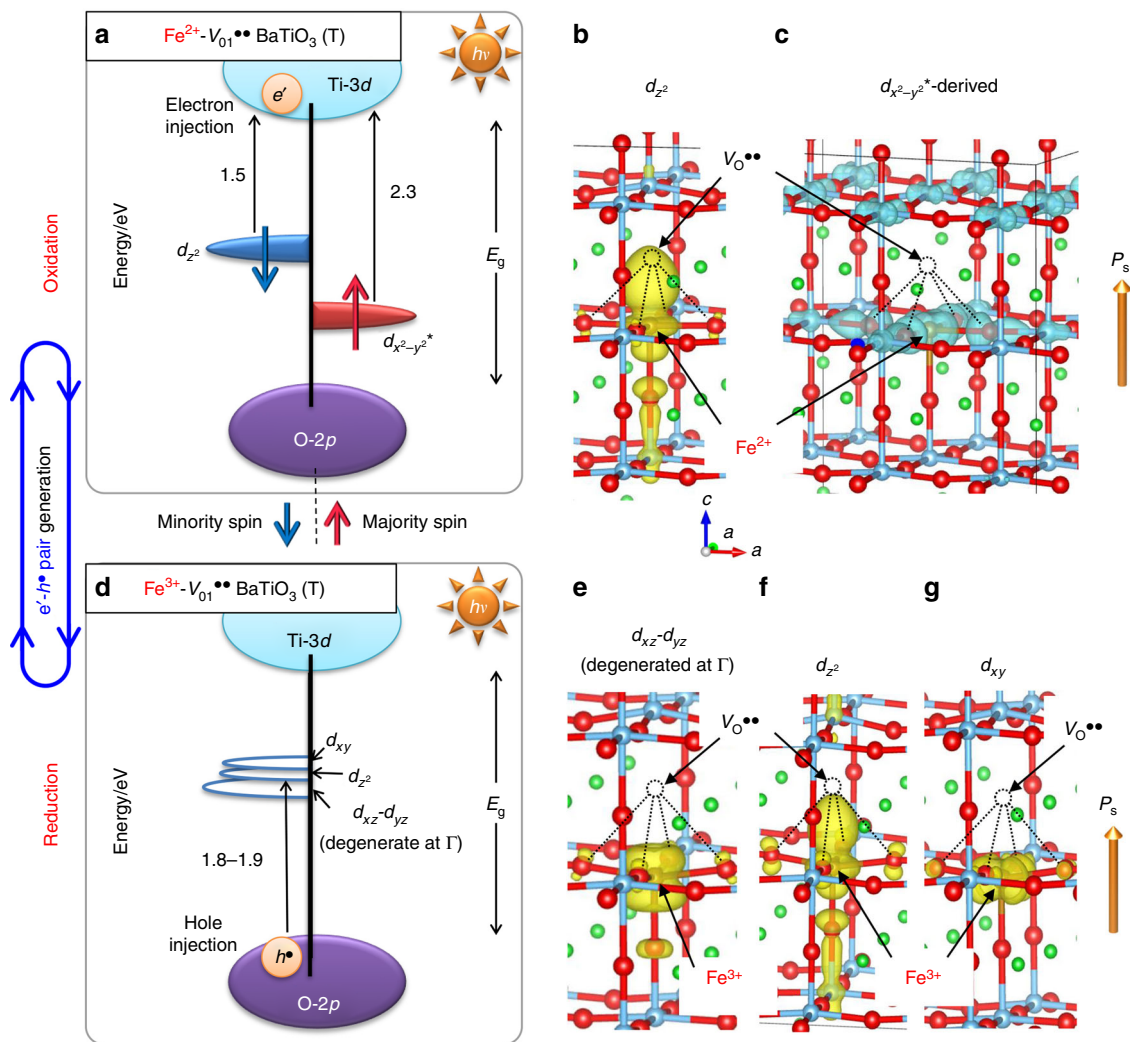 a
Fe2+-V01•• BaTiO3 (T)
hν
Ti-3d
e′
Electron
injection
1.5
2.3
Energy/eV
Eg
dz2
dx2–y2*
O-2p
Oxidation
e′-h• pair generation
Reduction
Minority spin
Majority spin
b
dz2
c
dx2–y2*-derived
VO••
Fe2+
Ps
c
a
a
d
Fe3+-V01•• BaTiO3 (T)
hν
Ti-3d
dxy
dz2
dxz-dyz
(degenerate at Γ)
Energy/eV
Eg
1.8–1.9
Hole
injection
h•
O-2p
e
dxz-dyz
(degenerated at Γ)
f
dz2
g
dxy
VO••
VO••
Ps
Fe3+
Fe3+